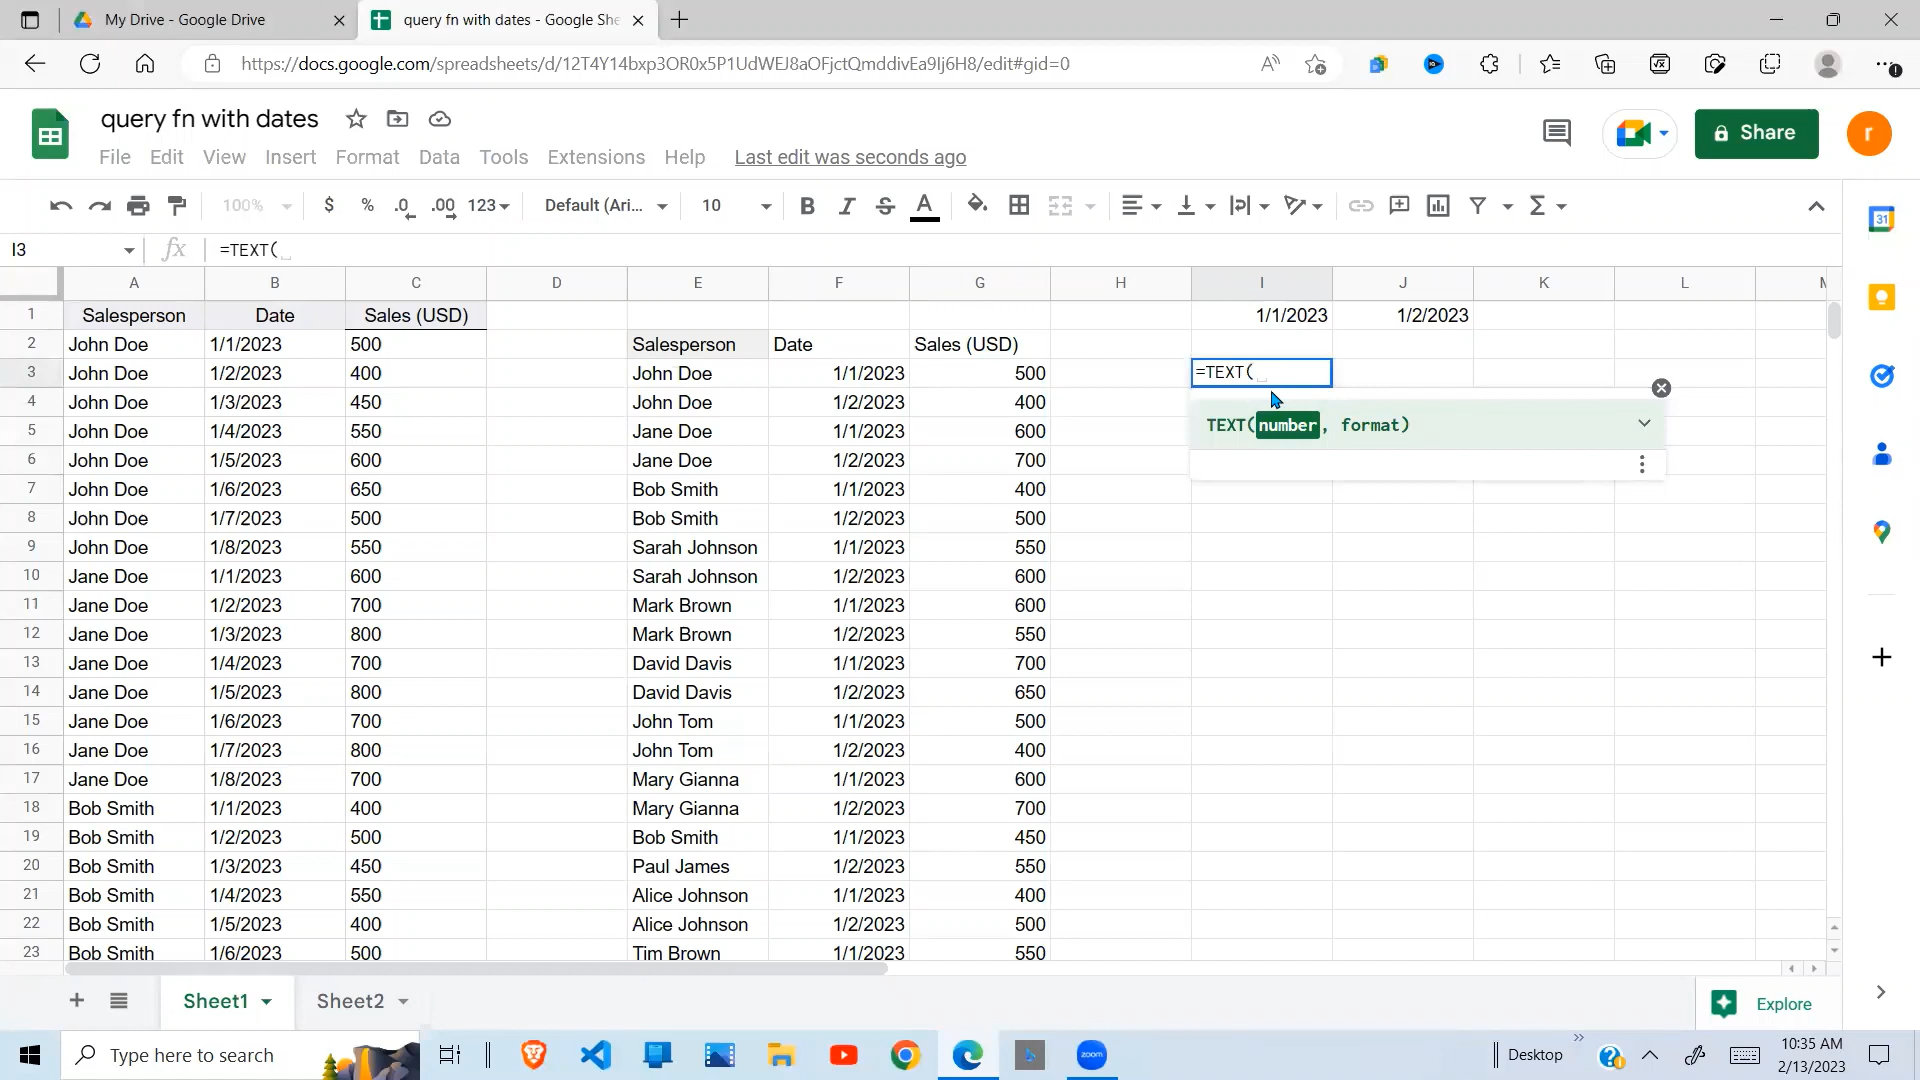 My Drive - Google Drive
query fn with dates - Google She
https://docs.google.com/spreadsheets/d/12T4Y14bxp3OR0x5P1UdWEJ8aOFjctQmddivEa9Ij6H8/edit#gid=0
query fn with dates
File Edit View Insert Format Data Tools Extensions Help Last edit was seconds ago
Share
r
100% $ % .0 .00 123 Default (Ari... 10 B I S A Σ
31
I3 fx =TEXT(
A B C D E F G H I J K L M
1 Salesperson Date Sales (USD) 1/1/2023 1/2/2023
2 John Doe 1/1/2023 500 Salesperson Date Sales (USD)
3 John Doe 1/2/2023 400 John Doe 1/1/2023 500 =TEXT(
4 John Doe 1/3/2023 450 John Doe 1/2/2023 400
5 John Doe 1/4/2023 550 Jane Doe 1/1/2023 600 TEXT(number, format)
6 John Doe 1/5/2023 600 Jane Doe 1/2/2023 700
7 John Doe 1/6/2023 650 Bob Smith 1/1/2023 400
8 John Doe 1/7/2023 500 Bob Smith 1/2/2023 500
9 John Doe 1/8/2023 550 Sarah Johnson 1/1/2023 550
10 Jane Doe 1/1/2023 600 Sarah Johnson 1/2/2023 600
11 Jane Doe 1/2/2023 700 Mark Brown 1/1/2023 600
12 Jane Doe 1/3/2023 800 Mark Brown 1/2/2023 550
13 Jane Doe 1/4/2023 700 David Davis 1/1/2023 700
14 Jane Doe 1/5/2023 800 David Davis 1/2/2023 650
15 Jane Doe 1/6/2023 700 John Tom 1/1/2023 500
16 Jane Doe 1/7/2023 800 John Tom 1/2/2023 400
17 Jane Doe 1/8/2023 700 Mary Gianna 1/1/2023 600
18 Bob Smith 1/1/2023 400 Mary Gianna 1/2/2023 700
19 Bob Smith 1/2/2023 500 Bob Smith 1/1/2023 450
20 Bob Smith 1/3/2023 450 Paul James 1/2/2023 550
21 Bob Smith 1/4/2023 550 Alice Johnson 1/1/2023 400
22 Bob Smith 1/5/2023 400 Alice Johnson 1/2/2023 500
23 Bob Smith 1/6/2023 500 Tim Brown 1/1/2023 550
Sheet1 Sheet2 Explore
Type here to search
zoom
Desktop
10:35 AM
2/13/2023